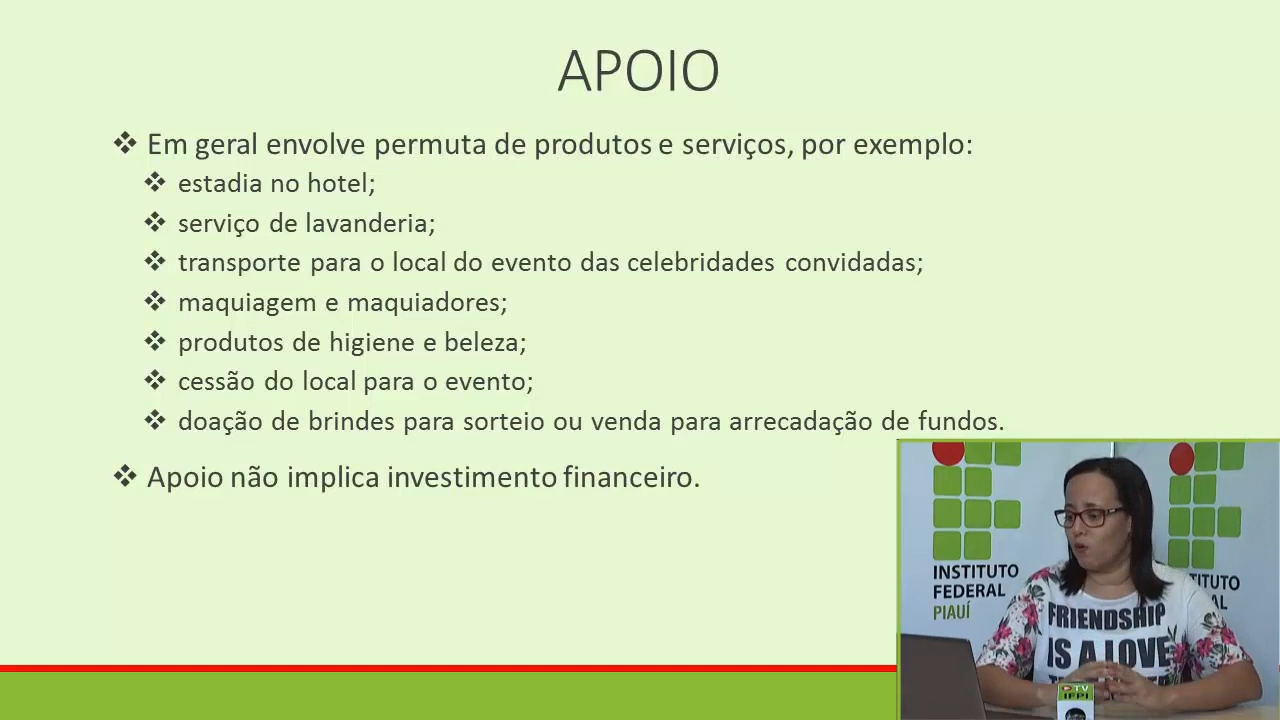 APOIO
Em geral envolve permuta de produtos e serviços, por exemplo:
estadia no hotel;
serviço de lavanderia;
transporte para o local do evento das celebridades convidadas;
maquiagem e maquiadores;
produtos de higiene e beleza;
cessão do local para o evento;
doação de brindes para sorteio ou venda para arrecadação de fundos.
Apoio não implica investimento financeiro.
INSTITUTO
FEDERAL
PIAUÍ
FRIENDSHIP
IS A LOVE
TV
IFPI